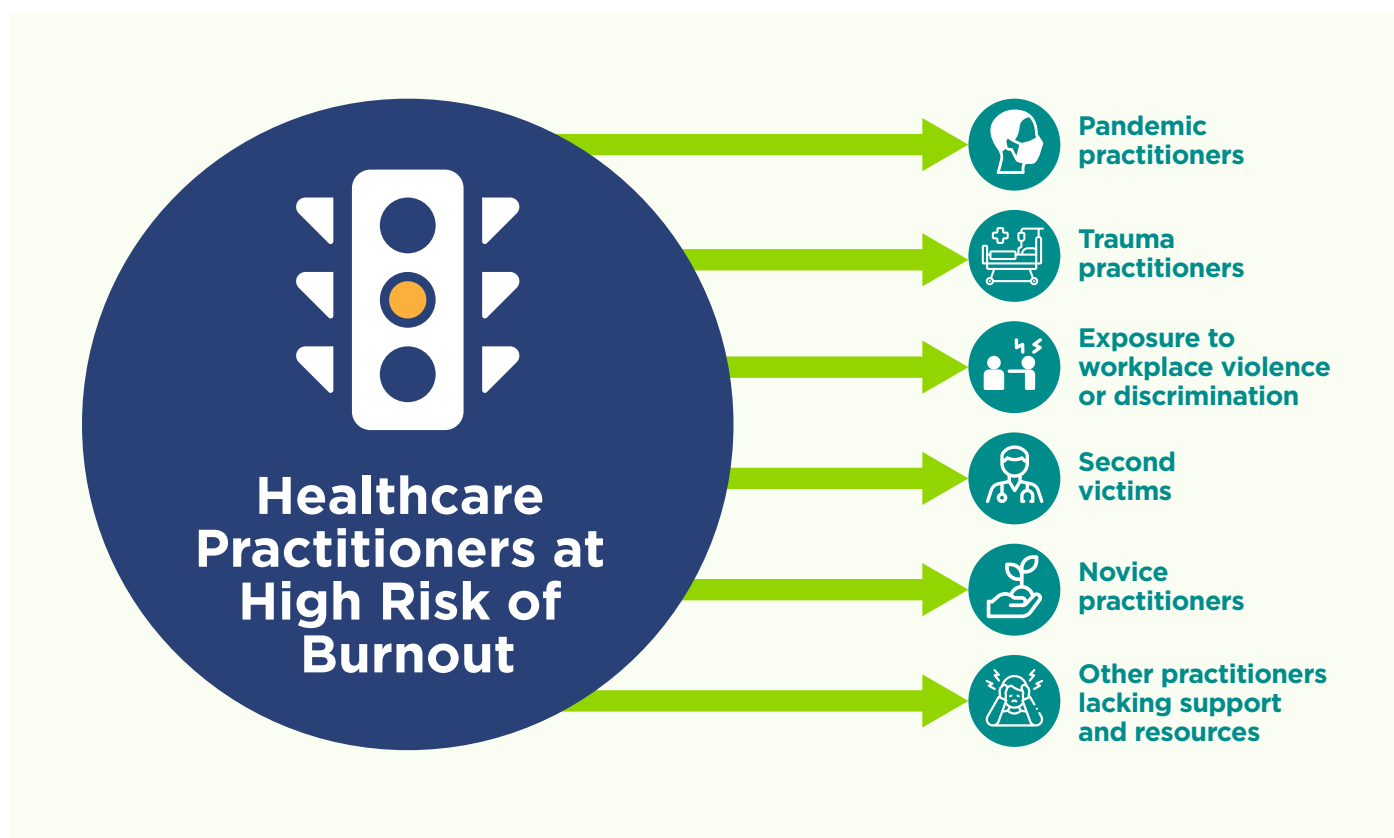 Healthcare
Practitioners at
High Risk of
Burnout
Pandemic
practitioners
Trauma
practitioners
Exposure to
workplace violence
or discrimination
Second
victims
Novice
practitioners
Other practitioners
lacking support
and resources